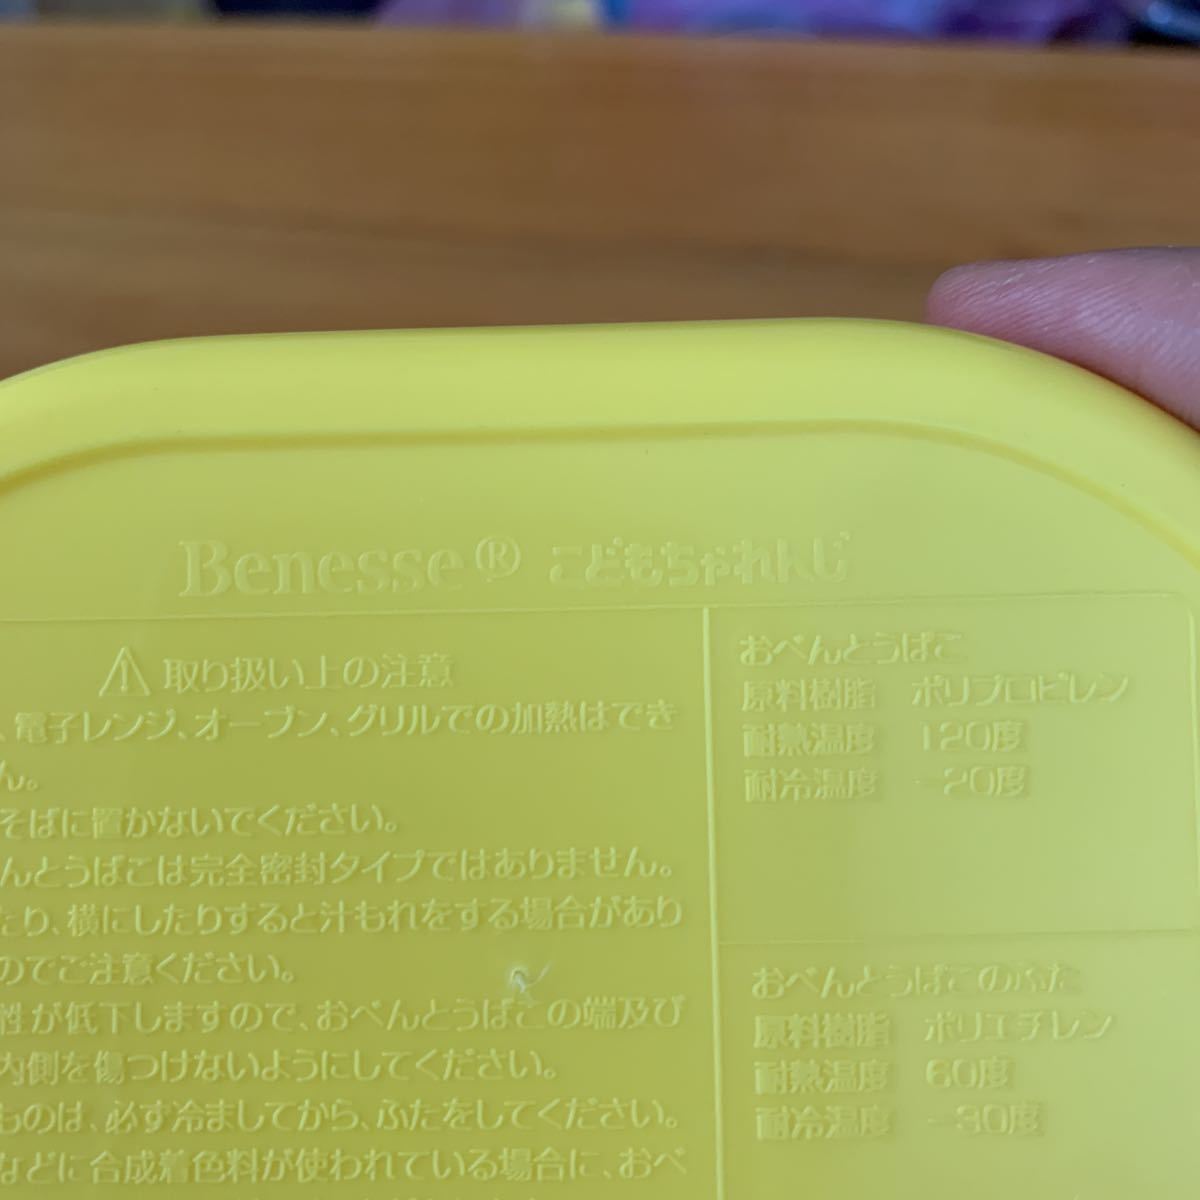 Benesse® こどもちゃれんじ
⚠ 取り扱い上の注意
、電子レンジ、オーブン、グリルでの加熱はでき
ん。
そばに置かないでください。
んとうばこは完全密封タイプではありません。
たり、横にしたりすると汁もれをする場合があり
のでご注意ください。
性が低下しますので、おべんとうばこの端及び
内側を傷つけないようにしてください。
ものは、必ず冷ましてから、ふたをしてください。
などに合成着色料が使われている場合に、おべ
おべんとうばこ
原料樹脂 ポリプロピレン
耐熱温度 120度
耐冷温度 -20度
おべんとうばこのふた
原料樹脂 ポリエチレン
耐熱温度 60度
耐冷温度 -30度